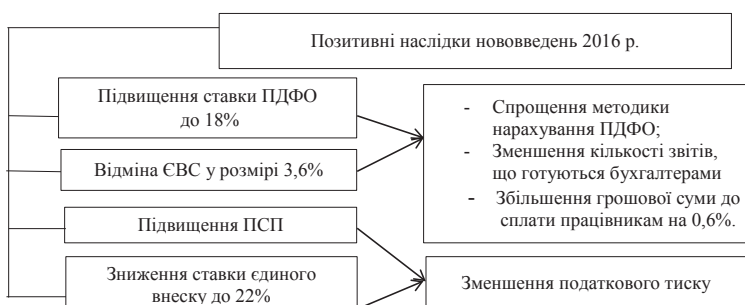 Позитивні наслідки нововведень 2016 р.
Підвищення ставки ПДФО
до 18%
Відміна ЄВС у розмірі 3,6%
Підвищення ПСП
Зниження ставки єдиного
внеску до 22%
- Спрощення методики
нарахування ПДФО;
- Зменшення кількості звітів,
що готуються бухгалтерами
- Збільшення грошової суми до
сплати працівникам на 0,6%.
Зменшення податкового тиску